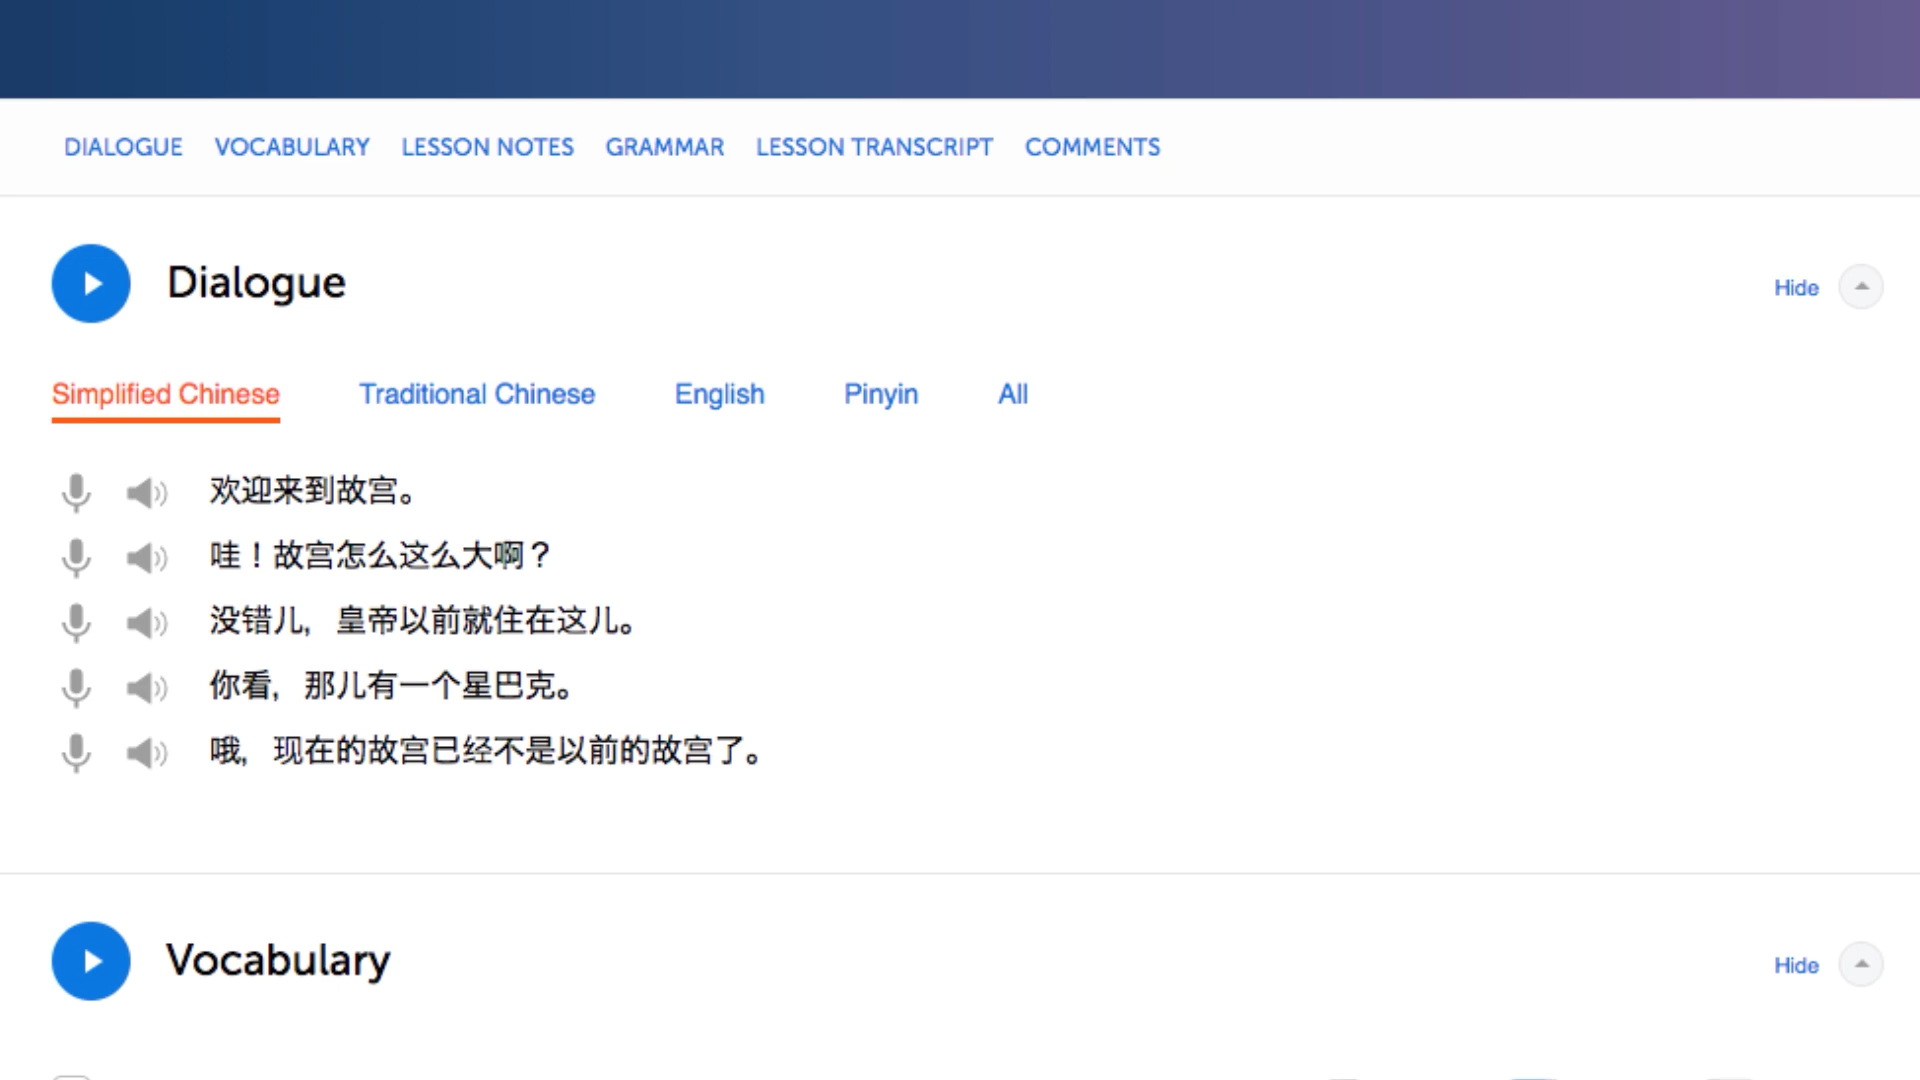 DIALOGUE VOCABULARY LESSON NOTES GRAMMAR LESSON TRANSCRIPT COMMENTS
Dialogue Hide
Simplified Chinese Traditional Chinese English Pinyin All
欢迎来到故宫。
哇！故宫怎么这么大啊？
没错儿，皇帝以前就住在这儿。
你看，那儿有一个星巴克。
哦，现在的故宫已经不是以前的故宫了。
Vocabulary Hide